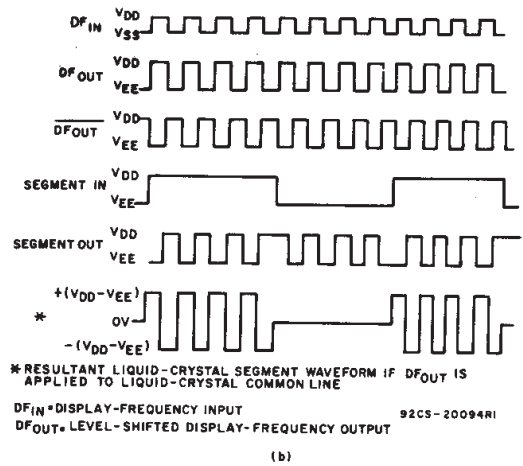 DFIN VDD
VSS
DFOUT VDD
VEE
DFOUT VDD
VEE
SEGMENT IN VDD
VEE
SEGMENT OUT VDD
VEE
+(VDD-VEE)
* OV
-(VDD-VEE)
*RESULTANT LIQUID-CRYSTAL SEGMENT WAVEFORM IF DFOUT IS
APPLIED TO LIQUID-CRYSTAL COMMON LINE
DFIN=DISPLAY-FREQUENCY INPUT 92CS-20094RI
DFOUT= LEVEL-SHIFTED DISPLAY-FREQUENCY OUTPUT
(b)